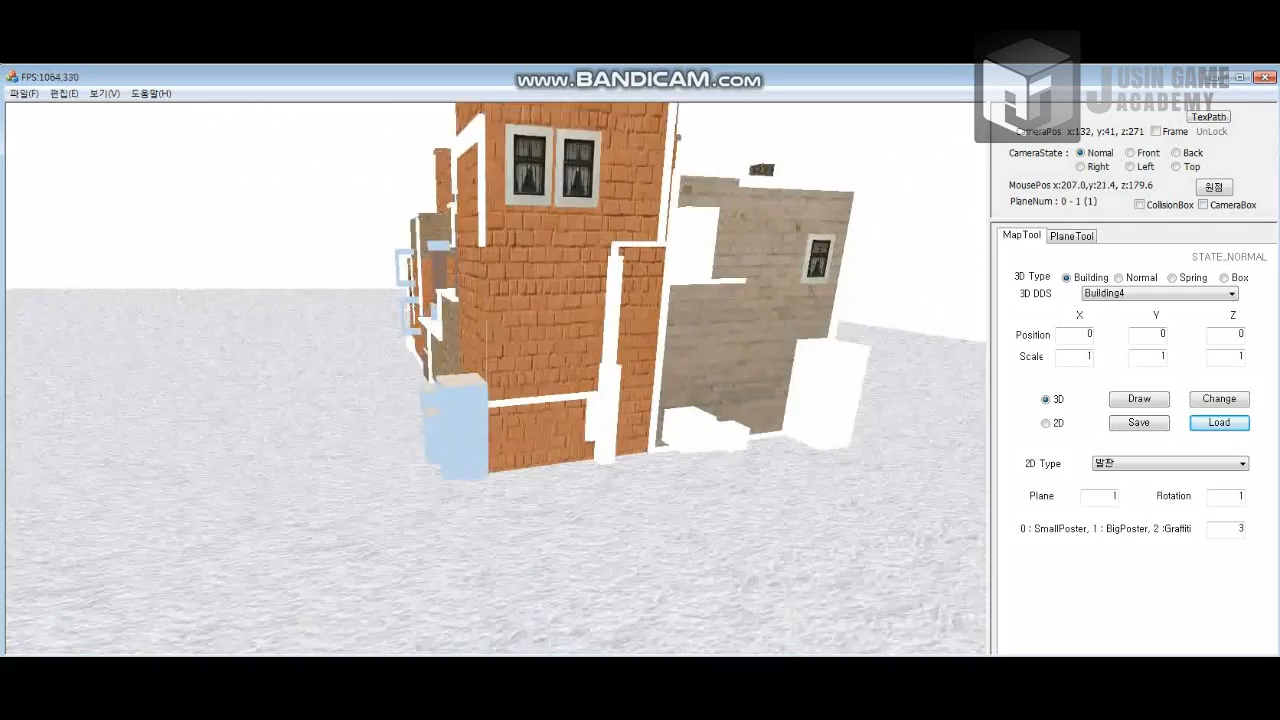 FPS:1064.330
www.BANDICAM.com
JUSIN GAME
ACADEMY
파일(F) 편집(E) 보기(V) 도움말(H)
TexPath
CameraPos x:132, y:41, z:271 Frame UnLock
CameraState : Nomal Front Back
Right Left Top
MousePos x:207.0,y:21.4, z:179.6 원점
PlaneNum : 0 - 1 (1) CollisionBox CameraBox
MapTool PlaneTool
STATE_NORMAL
3D Type Building Normal Spring Box
3D DDS Building4
X Y Z
Position 0 0 0
Scale 1 1 1
3D Draw Change
2D Save Load
2D Type 발판
Plane 1 Rotation 1
0 : SmallPoster, 1 : BigPoster, 2 :Graffiti 3